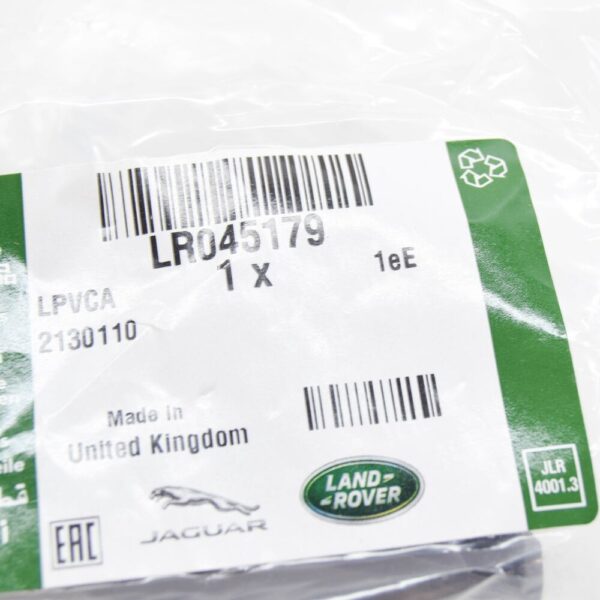 LR045179
1 x
1eE
LPVCA
2130110
Made In
United Kingdom
JAGUAR
LAND
ROVER
JLR
4001.3
EAC